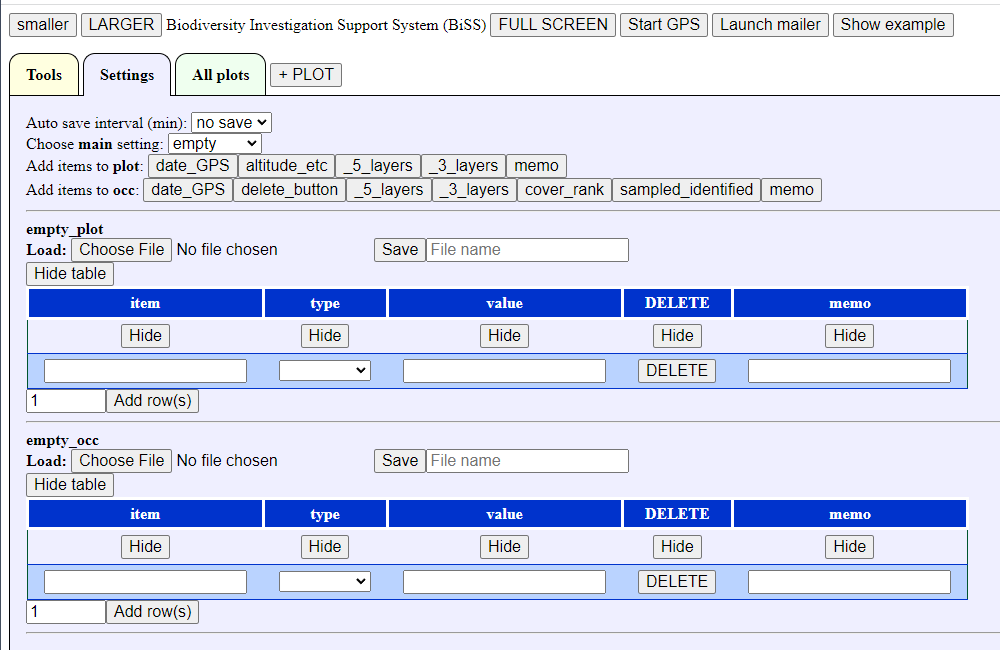 smaller LARGER Biodiversity Investigation Support System (BiSS) FULL SCREEN Start GPS Launch mailer Show example
Tools Settings All plots + PLOT
Auto save interval (min): no save
Choose main setting: empty
Add items to plot: date_GPS altitude_etc _5_layers _3_layers memo
Add items to occ: date_GPS delete_button _5_layers _3_layers cover_rank sampled_identified memo
empty_plot
Load: Choose File No file chosen Save File name
Hide table
item type value DELETE memo
Hide Hide Hide Hide Hide
DELETE
1 Add row(s)
empty_occ
Load: Choose File No file chosen Save File name
Hide table
item type value DELETE memo
Hide Hide Hide Hide Hide
DELETE
1 Add row(s)